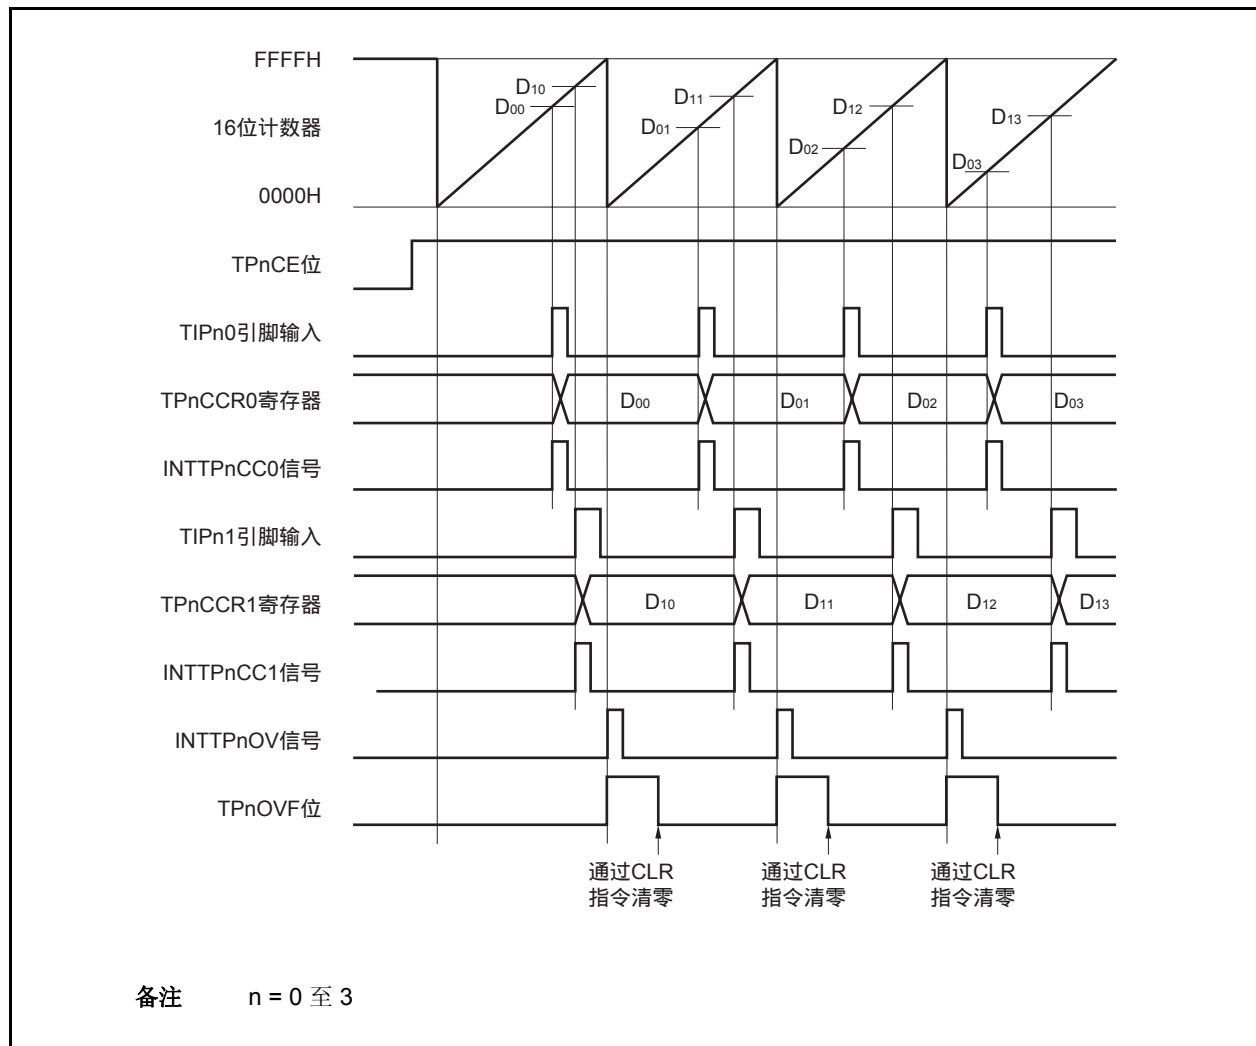 FFFFH
D10
D00
D11
D01
D12
D02
D13
D03
16位计数器
0000H
TPnCE位
TIPn0引脚输入
TPnCCR0寄存器
D00
D01
D02
D03
INTTPnCC0信号
TIPn1引脚输入
TPnCCR1寄存器
D10
D11
D12
D13
INTTPnCC1信号
INTTPnOV信号
TPnOVF位
通过CLR
指令清零
通过CLR
指令清零
通过CLR
指令清零
备注 n = 0 至 3